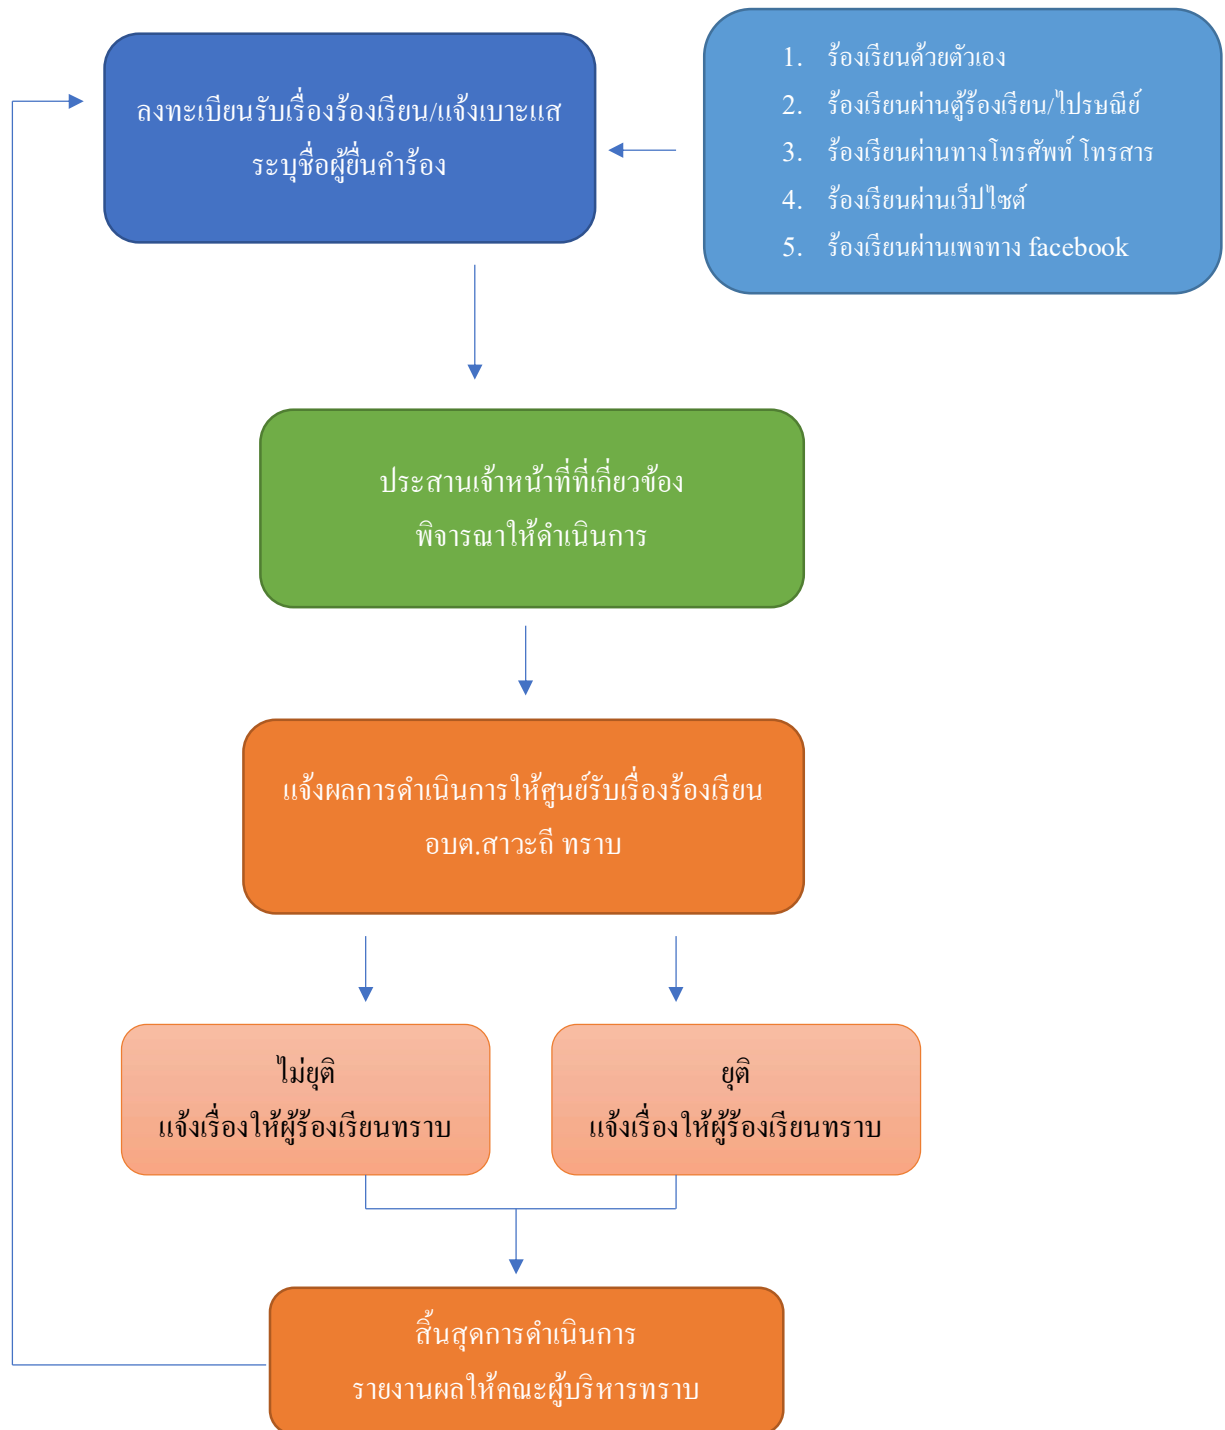 ลงทะเบียนรับเรื่องร้องเรียน/แจ้งเบาะแส
ระบุชื่อผู้ยื่นคำร้อง
1. ร้องเรียนด้วยตัวเอง
2. ร้องเรียนผ่านตู้ร้องเรียน/ไปรษณีย์
3. ร้องเรียนผ่านทางโทรศัพท์ โทรสาร
4. ร้องเรียนผ่านเว็ปไซต์
5. ร้องเรียนผ่านเพจทาง facebook
ประสานเจ้าหน้าที่ที่เกี่ยวข้อง
พิจารณาให้ดำเนินการ
แจ้งผลการดำเนินการให้ศูนย์รับเรื่องร้องเรียน
อบต.สาวะถี ทราบ
ไม่ยุติ
แจ้งเรื่องให้ผู้ร้องเรียนทราบ
ยุติ
แจ้งเรื่องให้ผู้ร้องเรียนทราบ
สิ้นสุดการดำเนินการ
รายงานผลให้คณะผู้บริหารทราบ